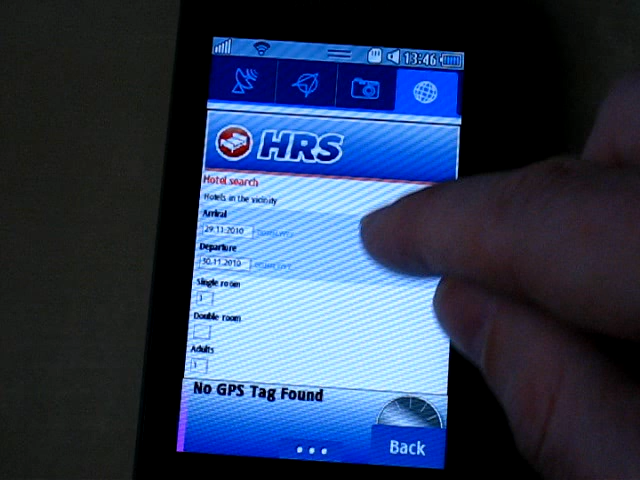 13:46
HRS
Hotel search
Hotels in the vicinity
Arrival
29.11.2010
Departure
30.11.2010
Single room
1
Double room
Adults
1
No GPS Tag Found
Back